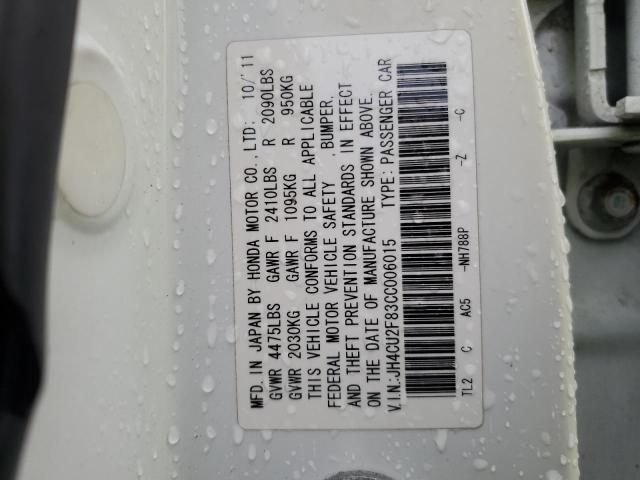 MFD. IN JAPAN BY HONDA MOTOR CO., LTD. 10/'11
GVWR 4475LBS GAWR F 2410LBS R 2090LBS
GVWR 2030KG GAWR F 1095KG R 950KG
THIS VEHICLE CONFORMS TO ALL APPLICABLE
FEDERAL MOTOR VEHICLE SAFETY , BUMPER,
AND THEFT PREVENTION STANDARDS IN EFFECT
ON THE DATE OF MANUFACTURE SHOWN ABOVE.
V.I.N.:JH4CU2F83CC006015 TYPE: PASSENGER CAR
TL2 C AC5 -NH788P -Z -C